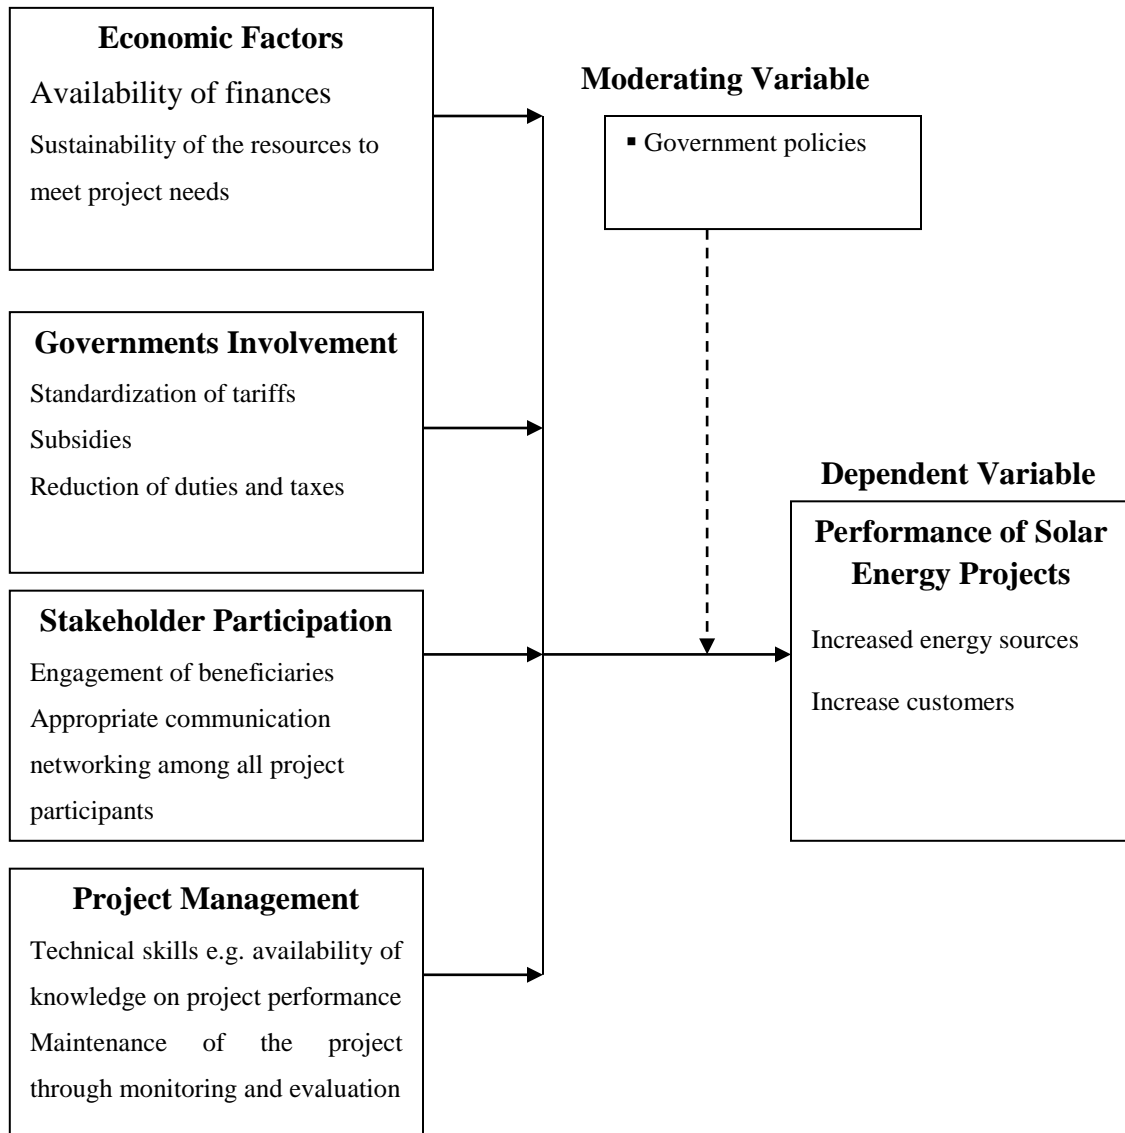 Economic Factors
Availability of finances
Sustainability of the resources to
meet project needs
Moderating Variable
▪ Government policies
Governments Involvement
Standardization of tariffs
Subsidies
Reduction of duties and taxes
Dependent Variable
Performance of Solar
Energy Projects
Increased energy sources
Increase customers
Stakeholder Participation
Engagement of beneficiaries
Appropriate communication
networking among all project
participants
Project Management
Technical skills e.g. availability of
knowledge on project performance
Maintenance of the project
through monitoring and evaluation